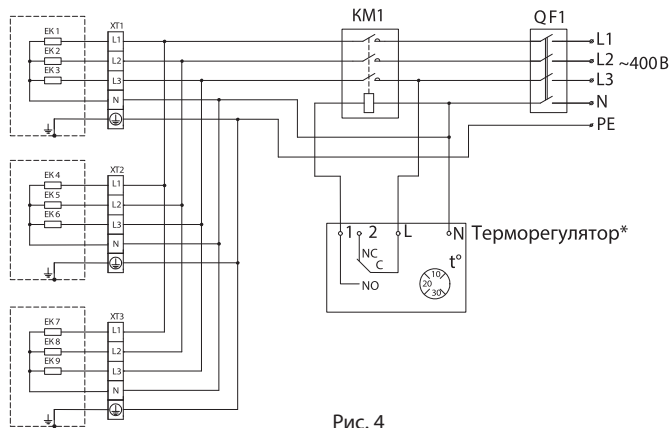 KM1
QF1
XT1
EK 1
EK 2
EK 3
L1
L2
L3
N
L1
L2
L3
N
PE
~400 В
XT2
EK 4
EK 5
EK 6
L1
L2
L3
N
1 2 L N
Терморегулятор*
NC
C
NO
t°
10
20
30
XT3
EK 7
EK 8
EK 9
L1
L2
L3
N
Рис. 4